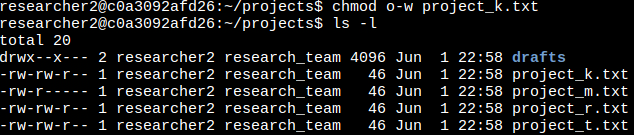 researcher2@c0a3092afd26:~/projects$ chmod o-w project_k.txt
researcher2@c0a3092afd26:~/projects$ ls -l
total 20
drwx--x--- 2 researcher2 research_team 4096 Jun  1 22:58 drafts
-rw-rw-r-- 1 researcher2 research_team   46 Jun  1 22:58 project_k.txt
-rw-r----- 1 researcher2 research_team   46 Jun  1 22:58 project_m.txt
-rw-rw-r-- 1 researcher2 research_team   46 Jun  1 22:58 project_r.txt
-rw-rw-r-- 1 researcher2 research_team   46 Jun  1 22:58 project_t.txt